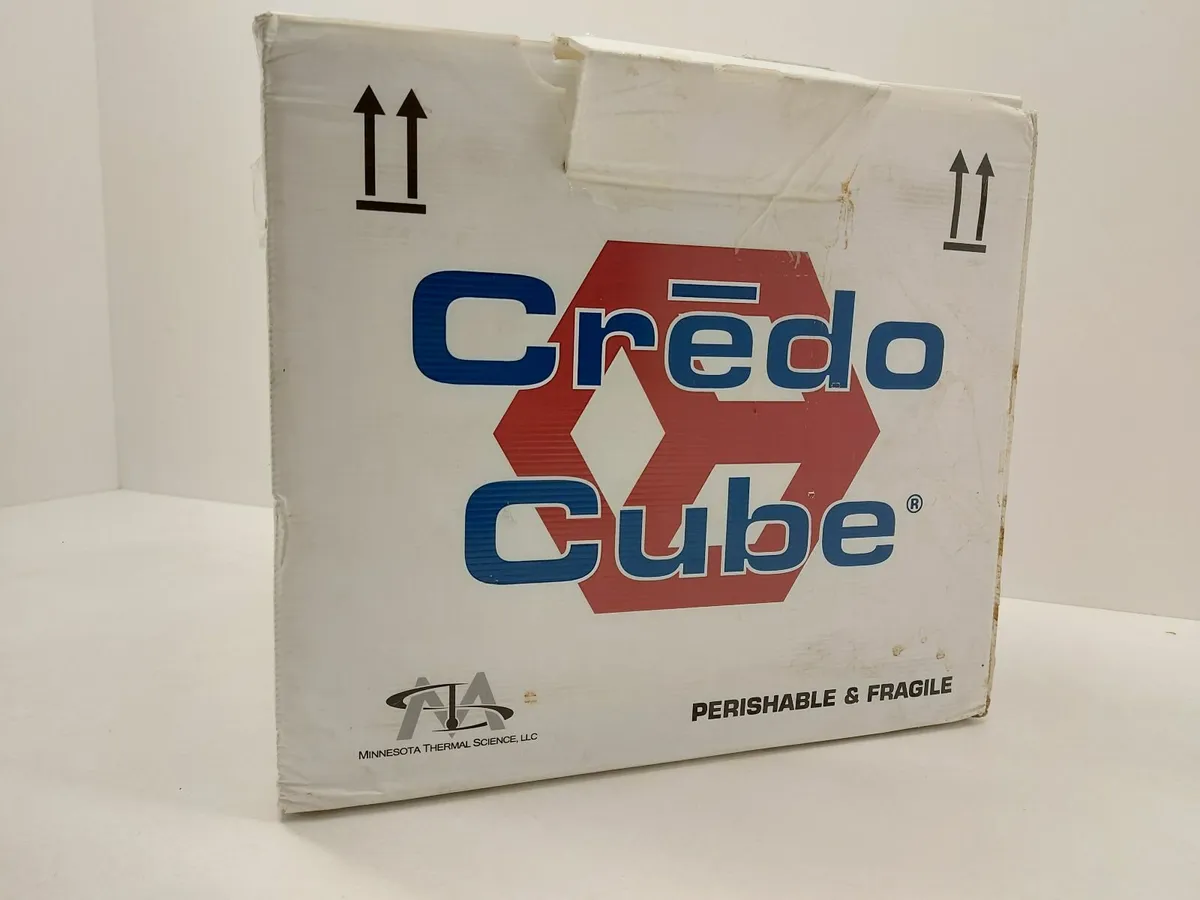 Crēdo
Cube®
MINNESOTA THERMAL SCIENCE, LLC
PERISHABLE & FRAGILE